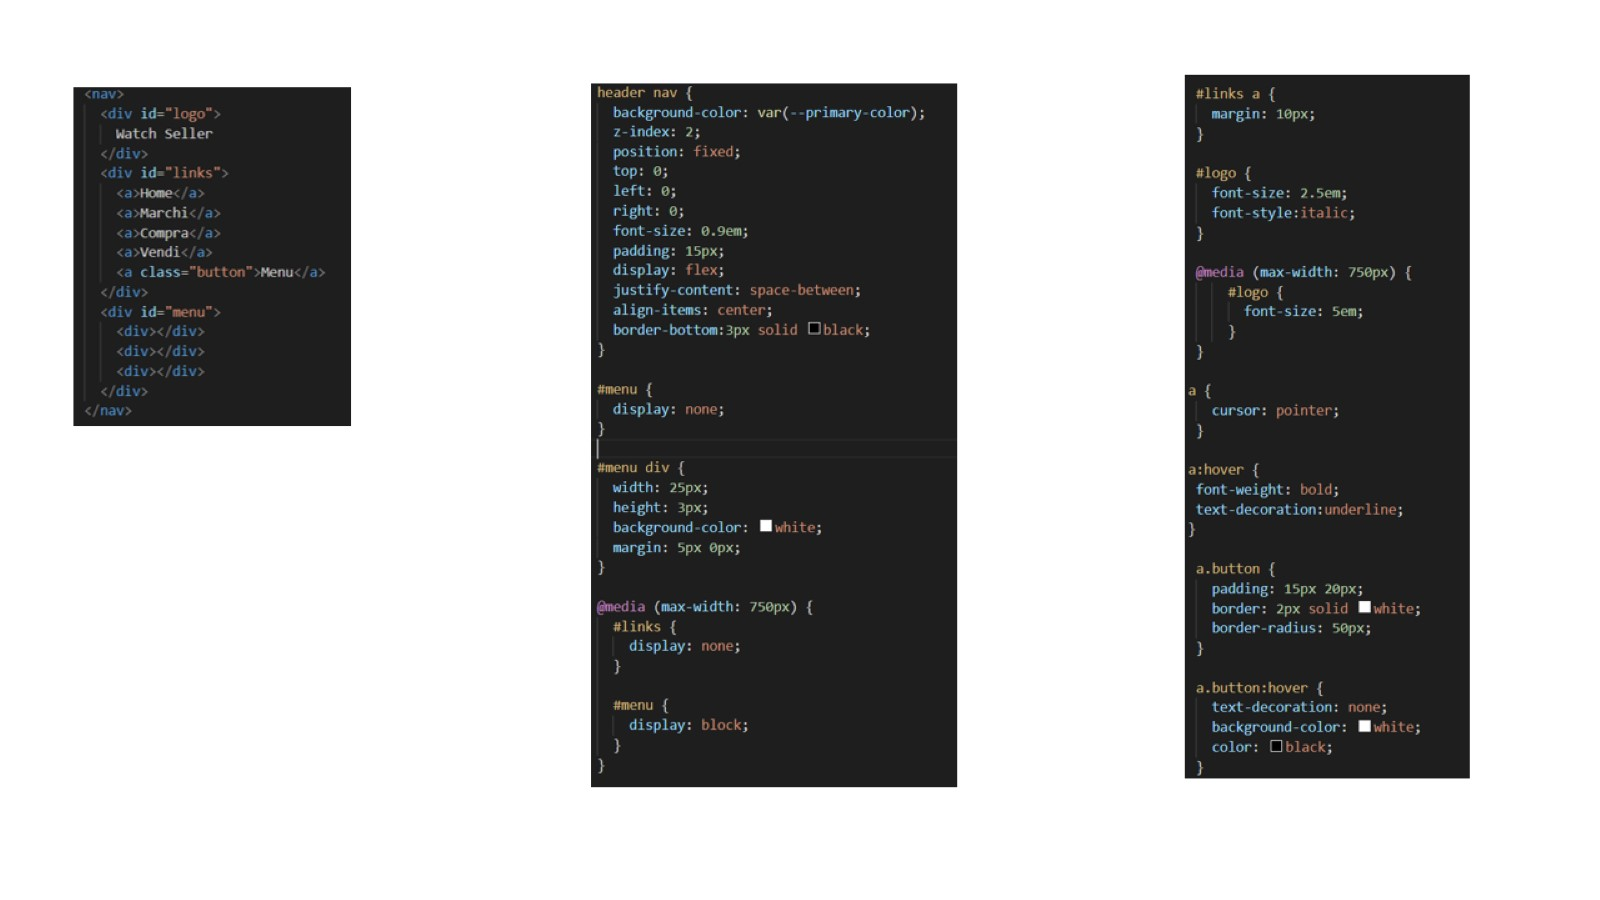 <nav>
<div id="logo">
Watch Seller
</div>
<div id="links">
<a>Home</a>
<a>Marchi</a>
<a>Compra</a>
<a>Vendi</a>
<a class="button">Menu</a>
</div>
<div id="menu">
<div></div>
<div></div>
<div></div>
</div>
</nav>
header nav {
background-color: var(--primary-color);
z-index: 2;
position: fixed;
top: 0;
left: 0;
right: 0;
font-size: 0.9em;
padding: 15px;
display: flex;
justify-content: space-between;
align-items: center;
border-bottom:3px solid black;
}
#menu {
display: none;
}
#menu div {
width: 25px;
height: 3px;
background-color: white;
margin: 5px 0px;
}
@media (max-width: 750px) {
#links {
display: none;
}
#menu {
display: block;
}
}
#links a {
margin: 10px;
}
#logo {
font-size: 2.5em;
font-style:italic;
}
@media (max-width: 750px) {
#logo {
font-size: 5em;
}
}
a {
cursor: pointer;
}
a:hover {
font-weight: bold;
text-decoration:underline;
}
a.button {
padding: 15px 20px;
border: 2px solid white;
border-radius: 50px;
}
a.button:hover {
text-decoration: none;
background-color: white;
color: black;
}